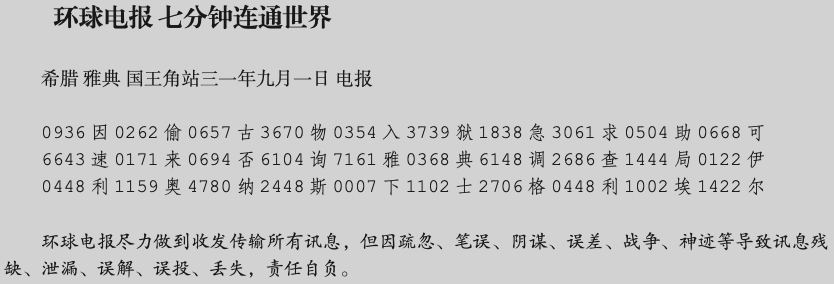 环球电报 七分钟连通世界
希腊 雅典 国王角站三一年九月一日 电报
0936 因 0262 偷 0657 古 3670 物 0354 入 3739 狱 1838 急 3061 求 0504 助 0668 可
6643 速 0171 来 0694 否 6104 询 7161 雅 0368 典 6148 调 2686 查 1444 局 0122 伊
0448 利 1159 奥 4780 纳 2448 斯 0007 下 1102 士 2706 格 0448 利 1002 埃 1422 尔
环球电报尽力做到收发传输所有讯息，但因疏忽、笔误、阴谋、误差、战争、神迹等导致讯息残
缺、泄漏、误解、误投、丢失，责任自负。